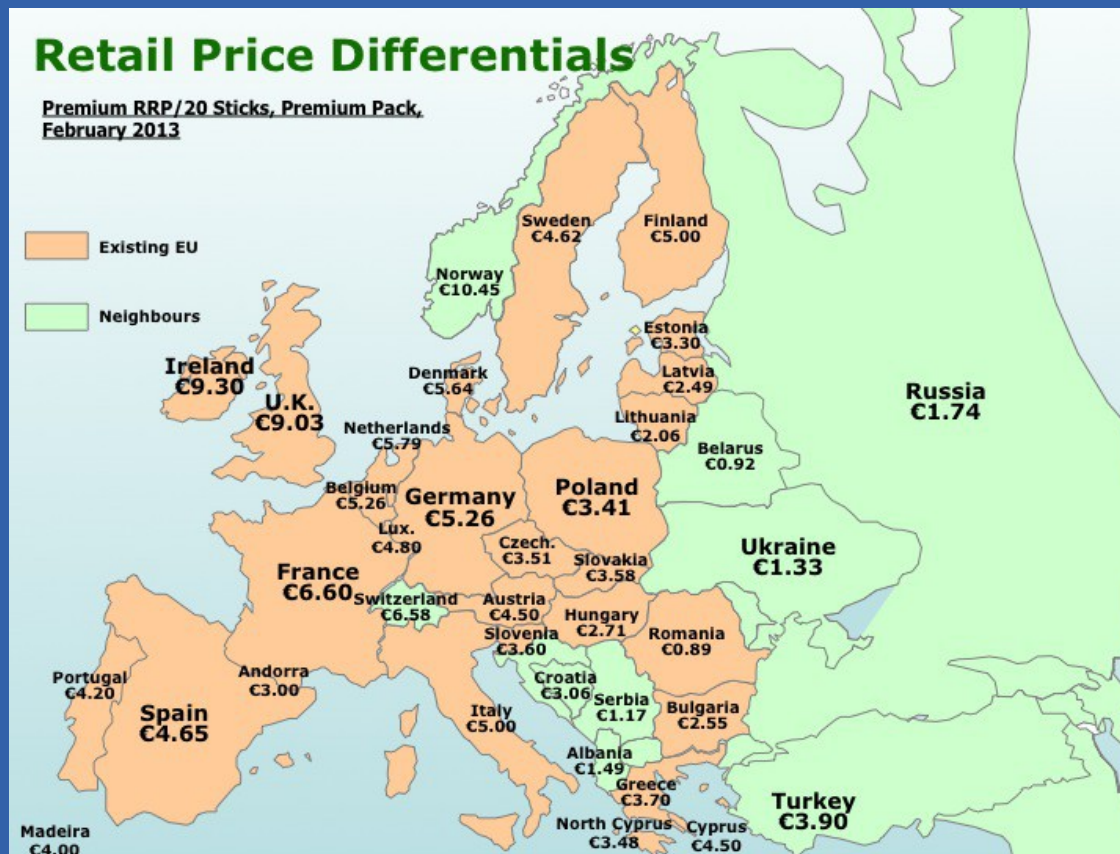 Retail Price Differentials
Premium RRP/20 Sticks, Premium Pack,
February 2013
Existing EU
Neighbours
Sweden
€4.62
Finland
€5.00
Norway
€10.45
Estonia
€3.30
Ireland
€9.30
Denmark
€5.64
Latvia
€2.49
Russia
€1.74
U.K.
€9.03
Lithuania
€2.06
Netherlands
€5.79
Belarus
€0.92
Belgium
€5.26
Germany
€5.26
Poland
€3.41
Lux.
€4.80
Czech.
€3.51
Slovakia
€3.58
Ukraine
€1.33
France
€6.60
Switzerland
€6.58
Austria
€4.50
Hungary
€2.71
Slovenia
€3.60
Romania
€0.89
Portugal
€4.20
Andorra
€3.00
Croatia
€3.06
Serbia
€1.17
Spain
€4.65
Italy
€5.00
Bulgaria
€2.55
Albania
€1.49
Greece
€3.70
Turkey
€3.90
Madeira
€4.00
North Cyprus
€3.48
Cyprus
€4.50